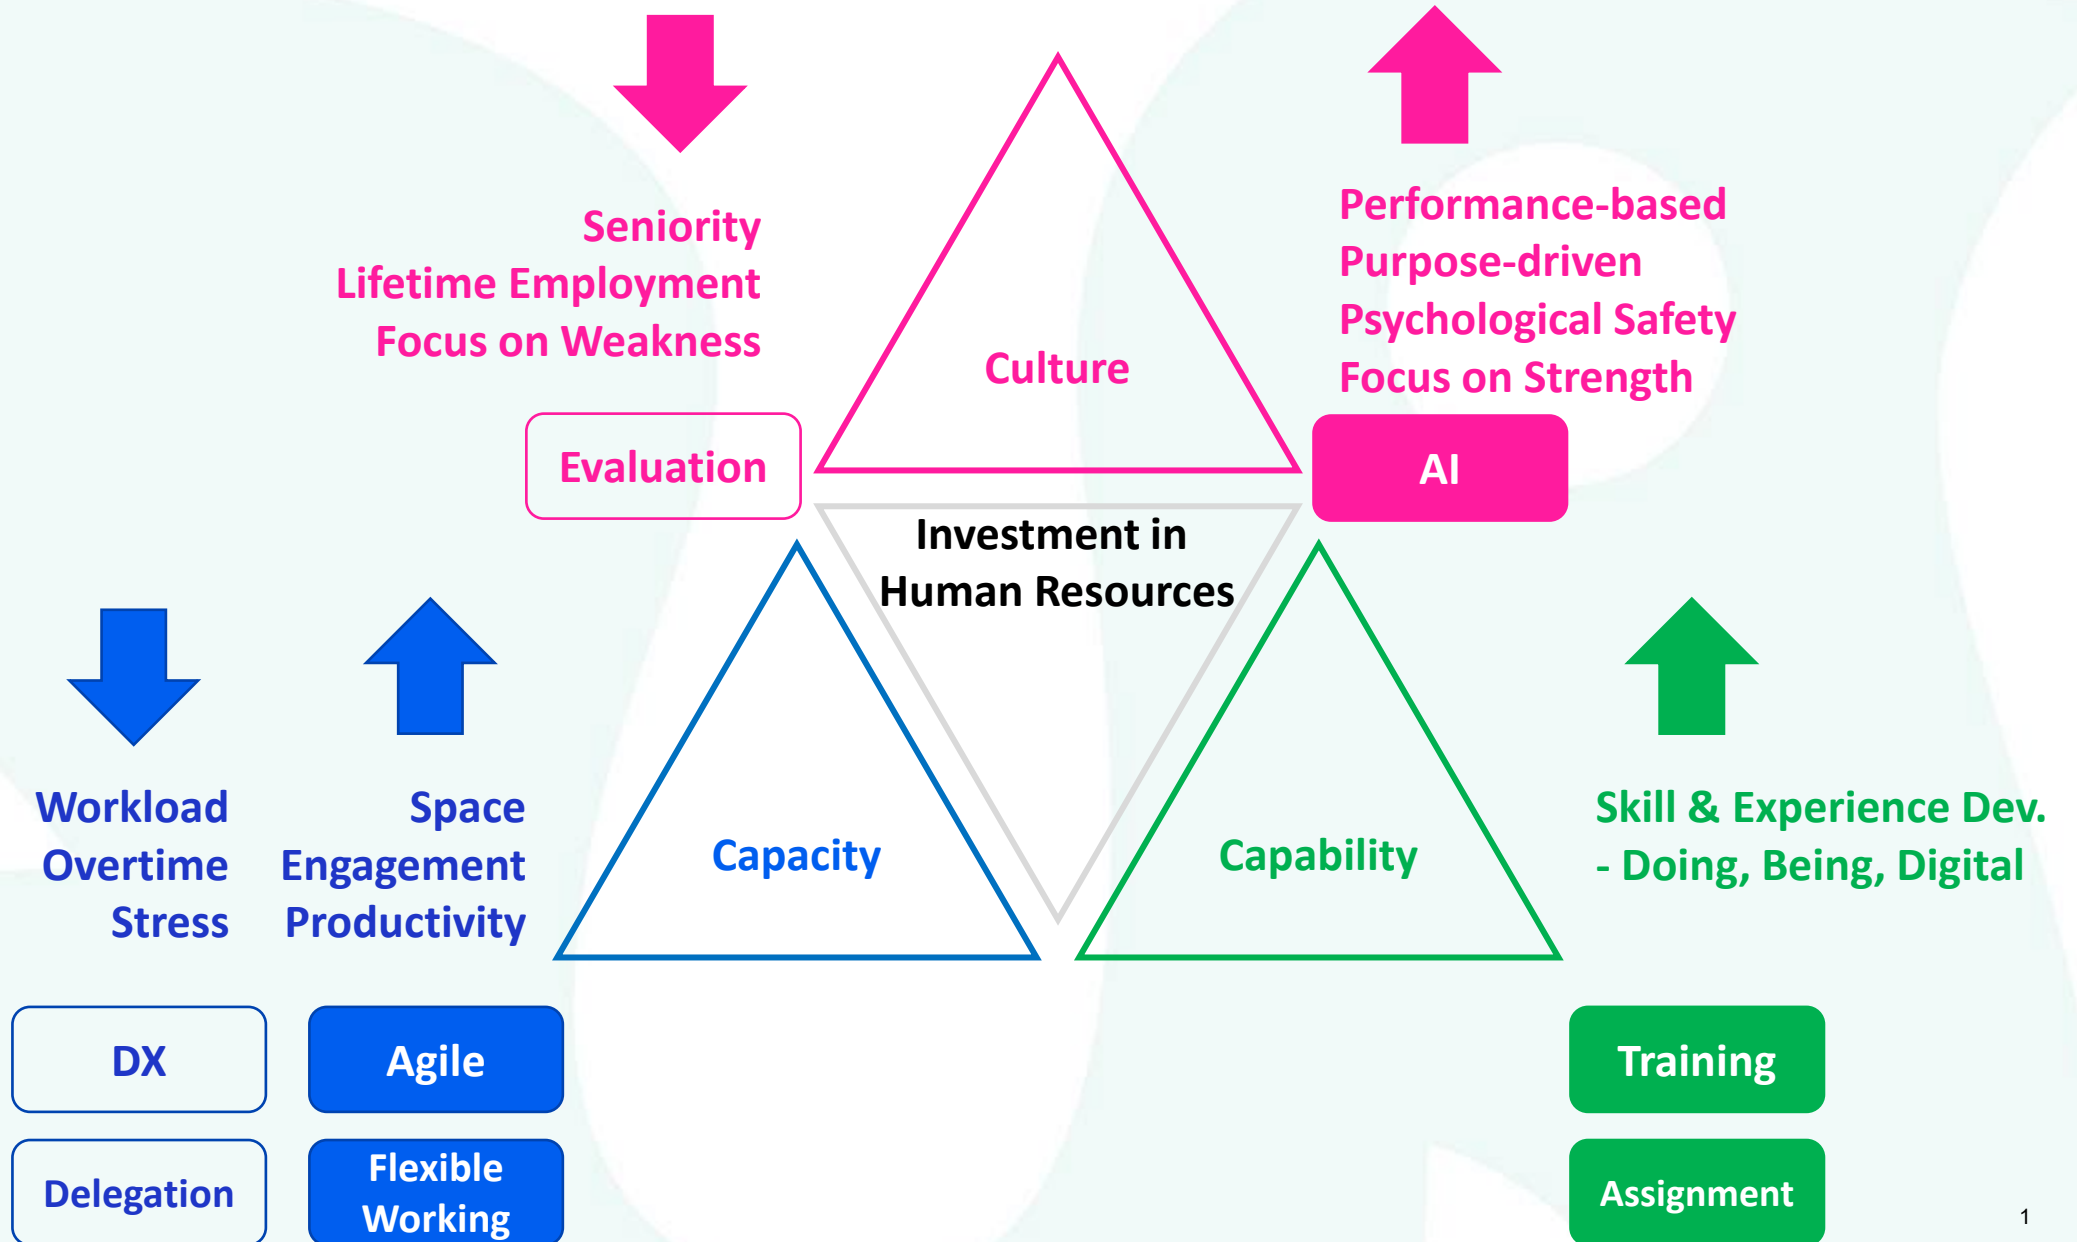 Seniority
Lifetime Employment
Focus on Weakness
Performance-based
Purpose-driven
Psychological Safety
Focus on Strength
Culture
Evaluation
AI
Investment in
Human Resources
Workload
Overtime
Stress
Space
Engagement
Productivity
Capacity
Capability
Skill & Experience Dev.
- Doing, Being, Digital
DX
Agile
Training
Delegation
Flexible
Working
Assignment
1